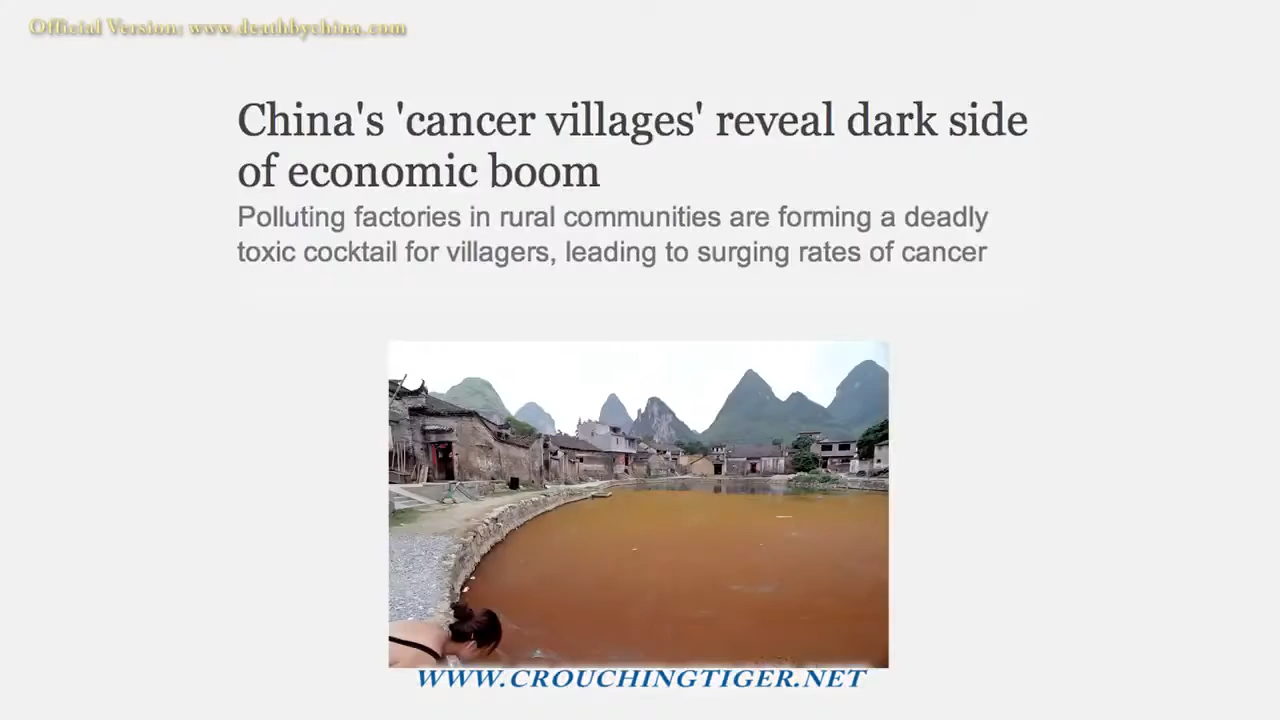 Official Version: www.deathbychina.com
China's 'cancer villages' reveal dark side
of economic boom
Polluting factories in rural communities are forming a deadly
toxic cocktail for villagers, leading to surging rates of cancer
WWW.CROUCHINGTIGER.NET